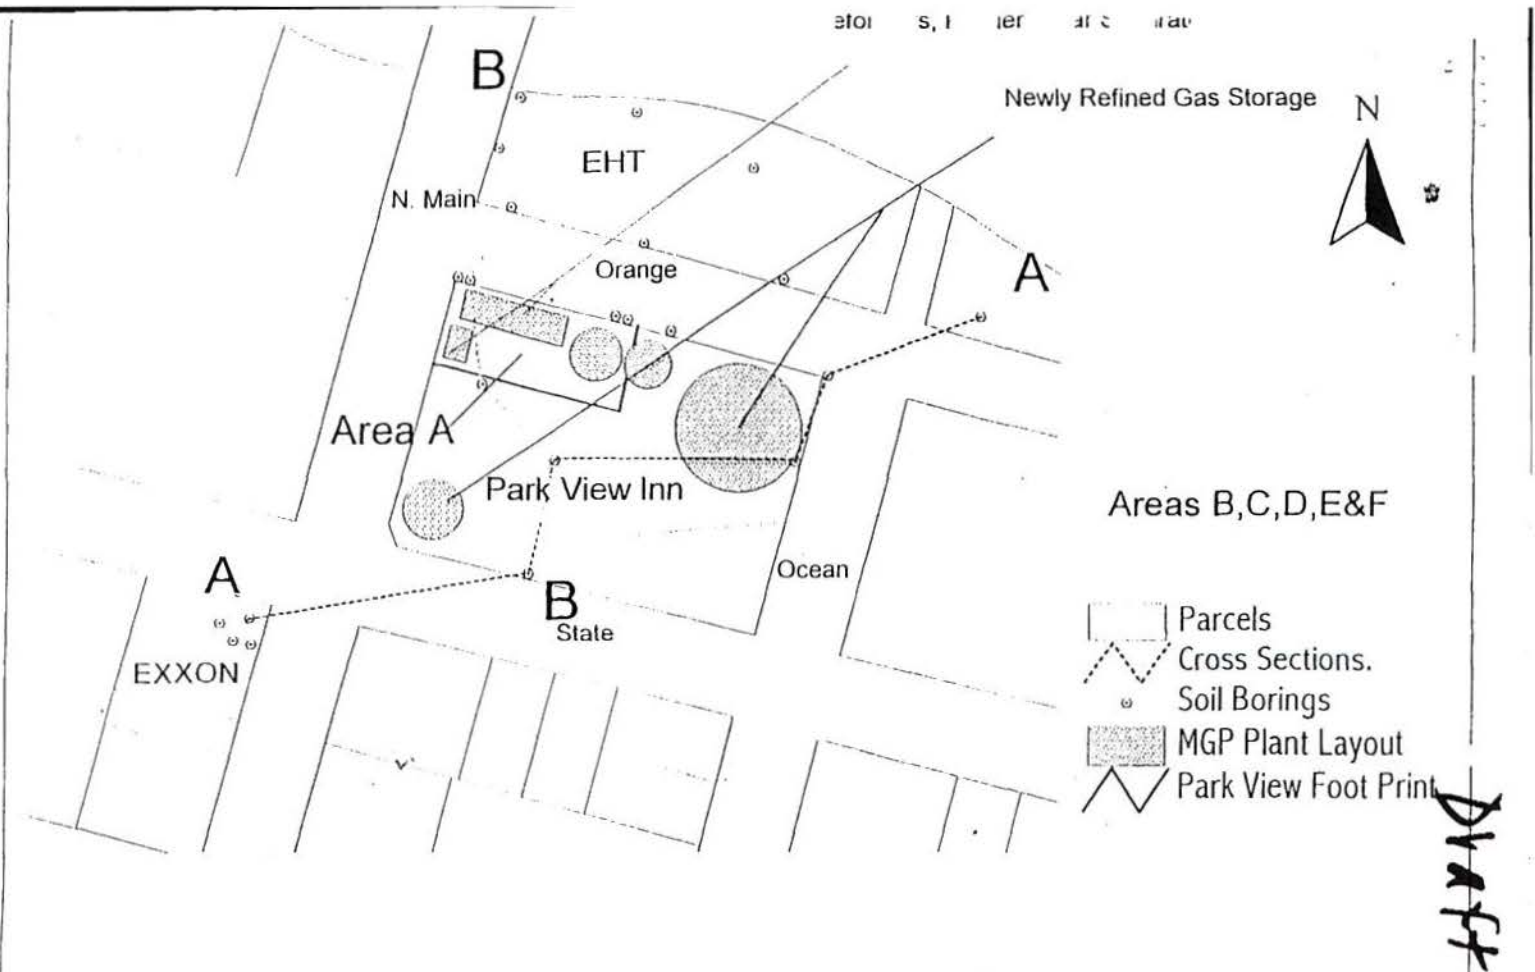 B
Newly Refined Gas Storage
N
EHT
N. Main
Orange
A
Area A
Park View Inn
Areas B,C,D,E&F
Ocean
A
B
State
EXXON
Parcels
Cross Sections.
Soil Borings
MGP Plant Layout
Park View Foot Print
Draft